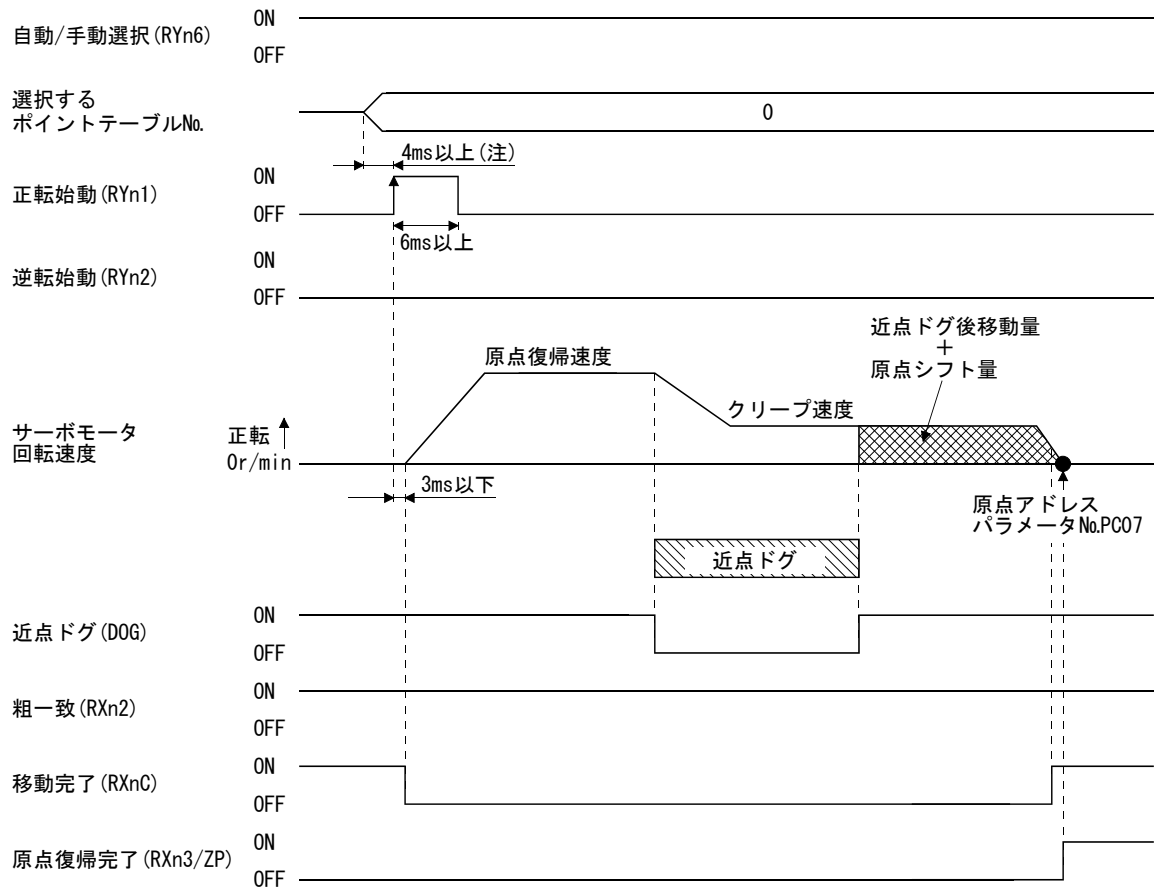 自動/手動選択(RYn6)
ON
OFF
選択する
ポイントテーブルNo.
0
4ms以上(注)
正転始動(RYn1)
ON
OFF
6ms以上
逆転始動(RYn2)
ON
OFF
近点ドグ後移動量
＋
原点シフト量
原点復帰速度
クリープ速度
サーボモータ
回転速度
正転
0r/min
3ms以下
原点アドレス
パラメータNo.PC07
近点ドグ
近点ドグ(DOG)
ON
OFF
粗一致(RXn2)
ON
OFF
移動完了(RXnC)
ON
OFF
原点復帰完了(RXn3/ZP)
ON
OFF